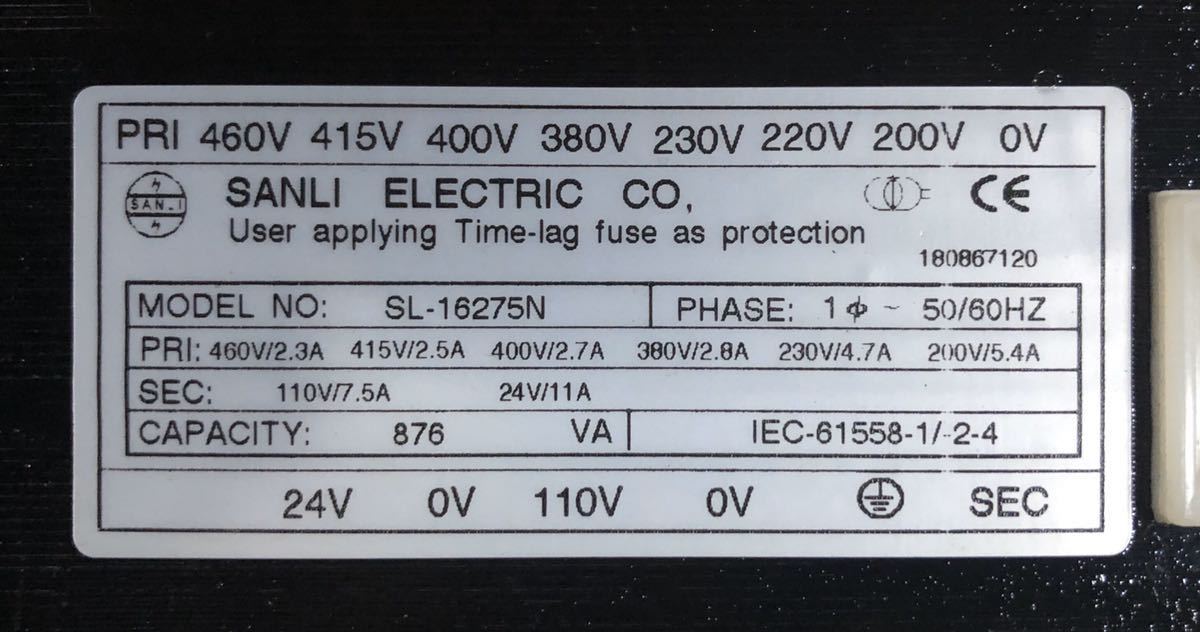 PRI 460V 415V 400V 380V 230V 220V 200V 0V
SAN-I
SANLI ELECTRIC CO,
CE
User applying Time-lag fuse as protection
180867120
MODEL NO: SL-16275N PHASE: 1ϕ ~ 50/60HZ
PRI: 460V/2.3A 415V/2.5A 400V/2.7A 380V/2.8A 230V/4.7A 200V/5.4A
SEC: 110V/7.5A 24V/11A
CAPACITY: 876 VA IEC-61558-1/-2-4
24V 0V 110V 0V SEC